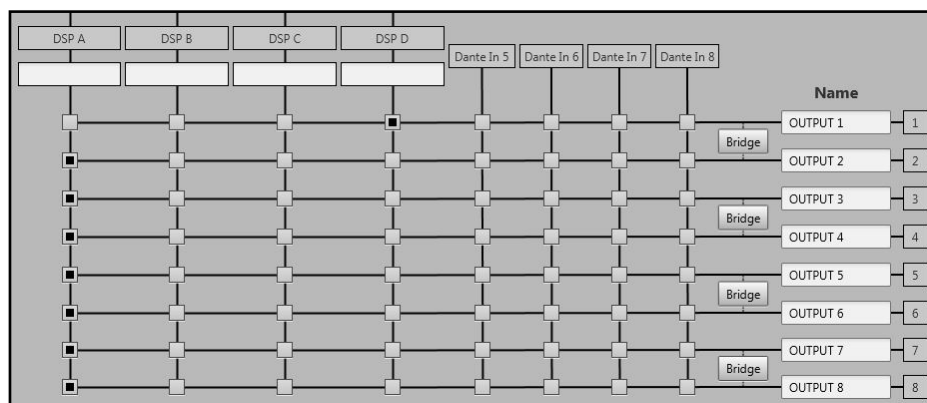 DSP A DSP B DSP C DSP D
Dante In 5 Dante In 6 Dante In 7 Dante In 8
Name
OUTPUT 1 1
Bridge
OUTPUT 2 2
OUTPUT 3 3
Bridge
OUTPUT 4 4
OUTPUT 5 5
Bridge
OUTPUT 6 6
OUTPUT 7 7
Bridge
OUTPUT 8 8